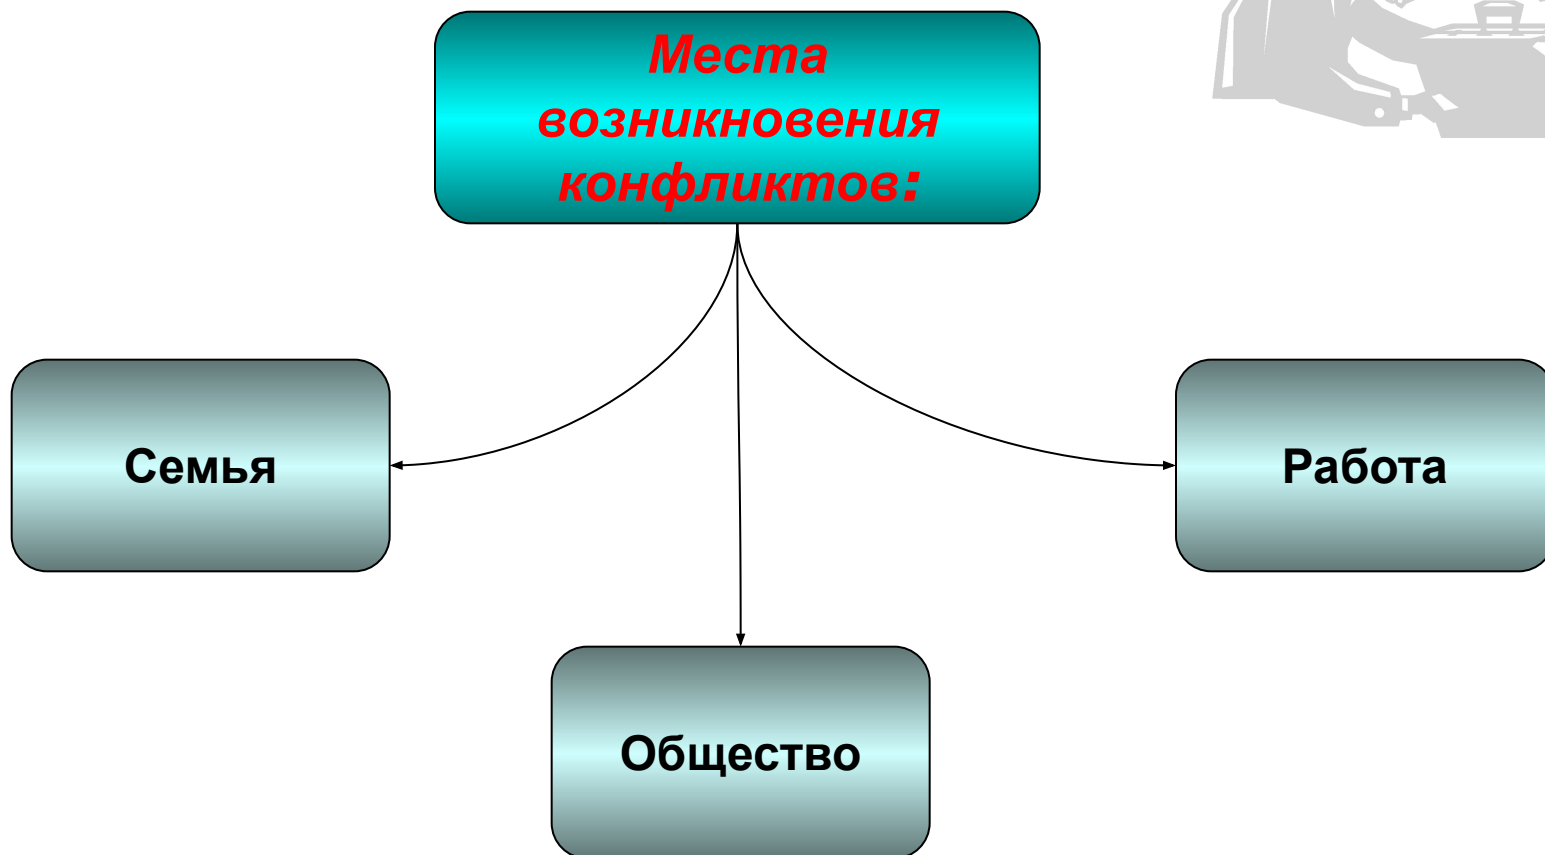 Места
возникновения
конфликтов:
Семья
Работа
Общество